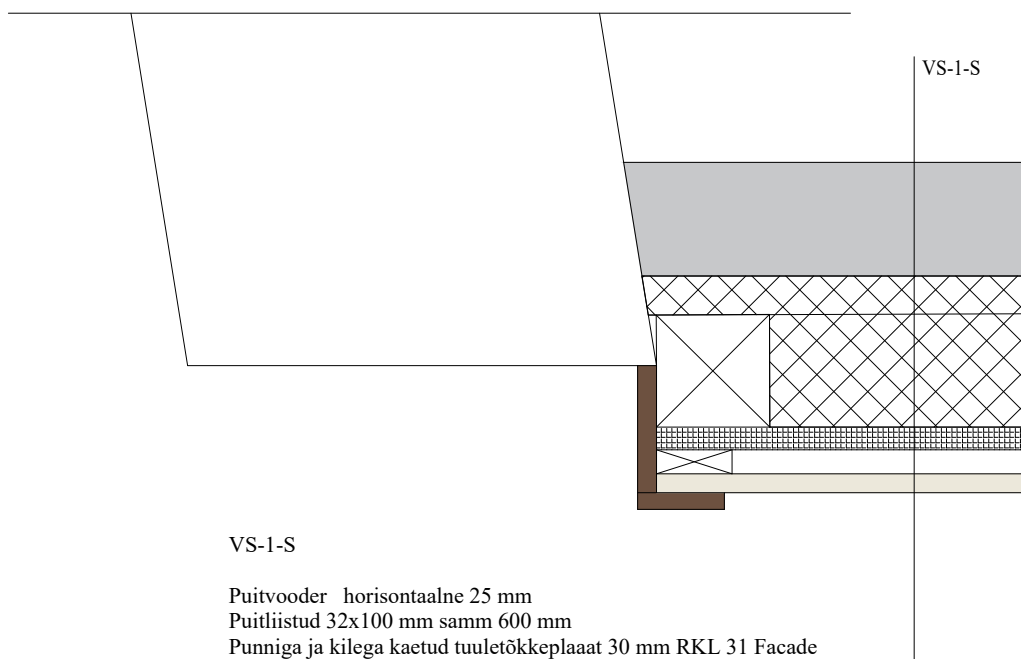 VS-1-S
VS-1-S
Puitvooder horisontaalne 25 mm
Puitliistud 32x100 mm samm 600 mm
Punniga ja kilega kaetud tuuletõkkeplaaat 30 mm RKL 31 Facade